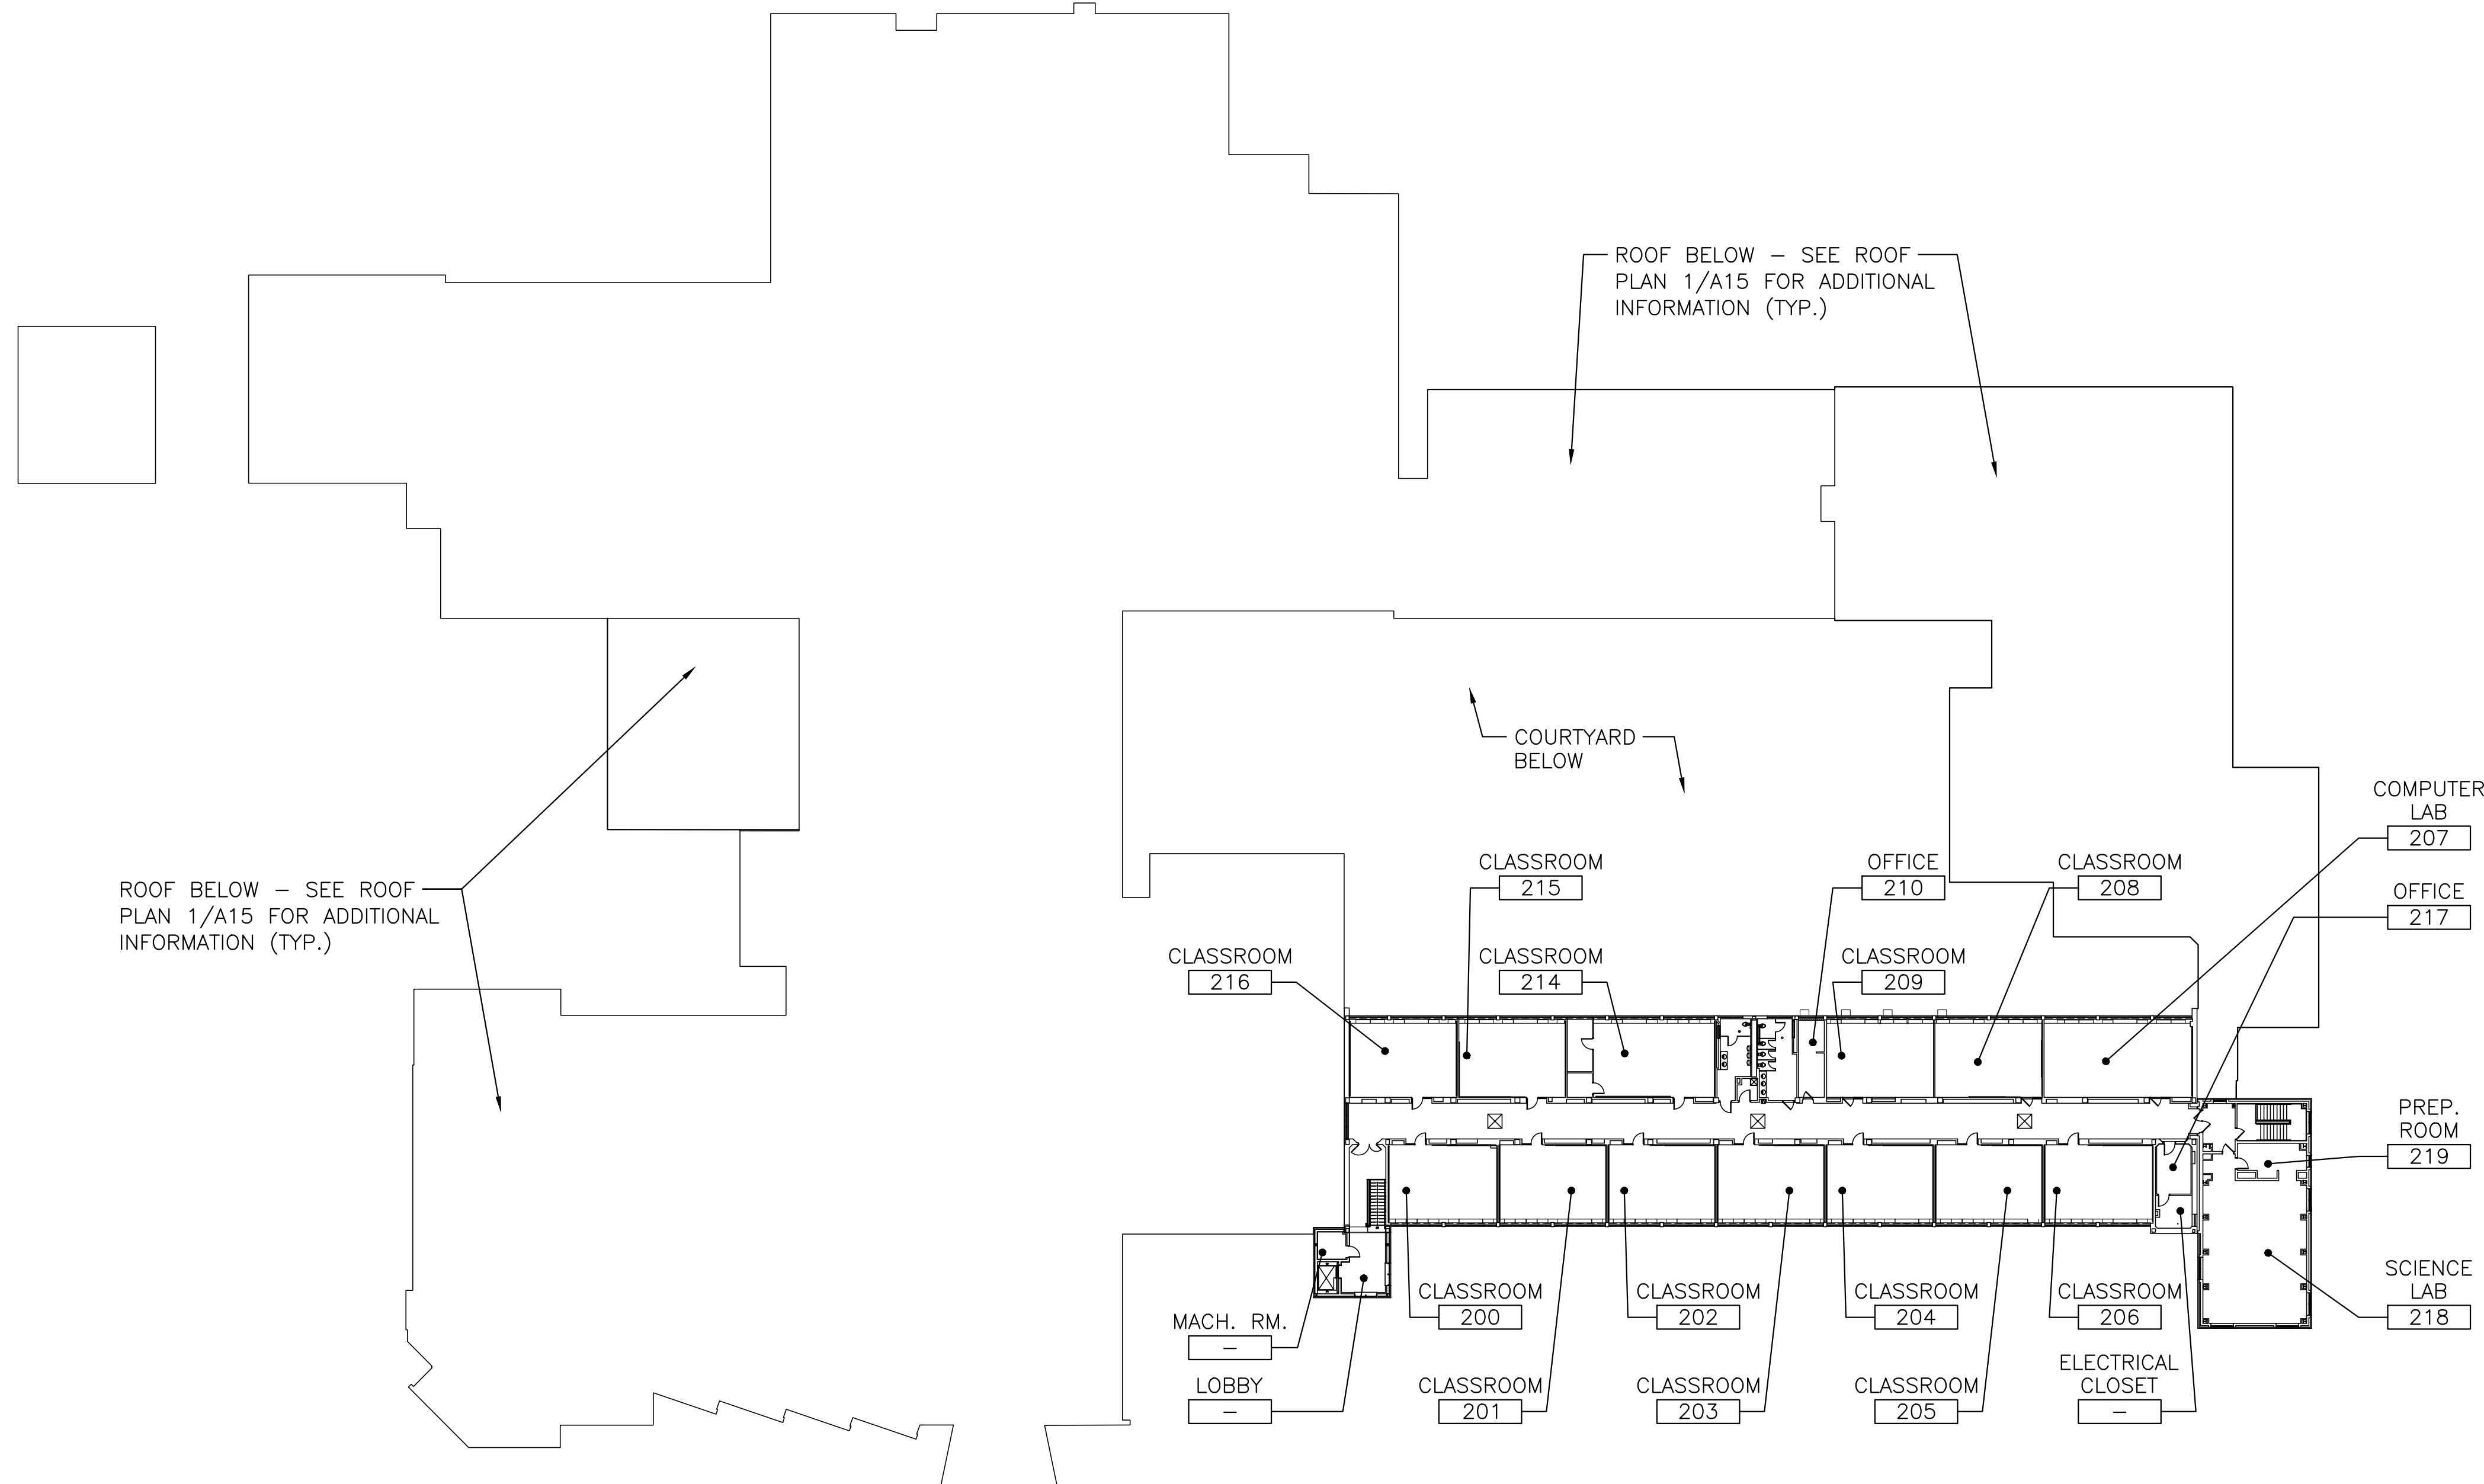 ROOF BELOW – SEE ROOF
PLAN 1/A15 FOR ADDITIONAL
INFORMATION (TYP.)
COURTYARD
BELOW
COMPUTER
LAB
207
CLASSROOM
215
OFFICE
210
CLASSROOM
208
OFFICE
217
ROOF BELOW – SEE ROOF
PLAN 1/A15 FOR ADDITIONAL
INFORMATION (TYP.)
CLASSROOM
216
CLASSROOM
214
CLASSROOM
209
PREP.
ROOM
219
SCIENCE
LAB
218
CLASSROOM
200
CLASSROOM
202
CLASSROOM
204
CLASSROOM
206
MACH. RM.
–
LOBBY
–
CLASSROOM
201
CLASSROOM
203
CLASSROOM
205
ELECTRICAL
CLOSET
–